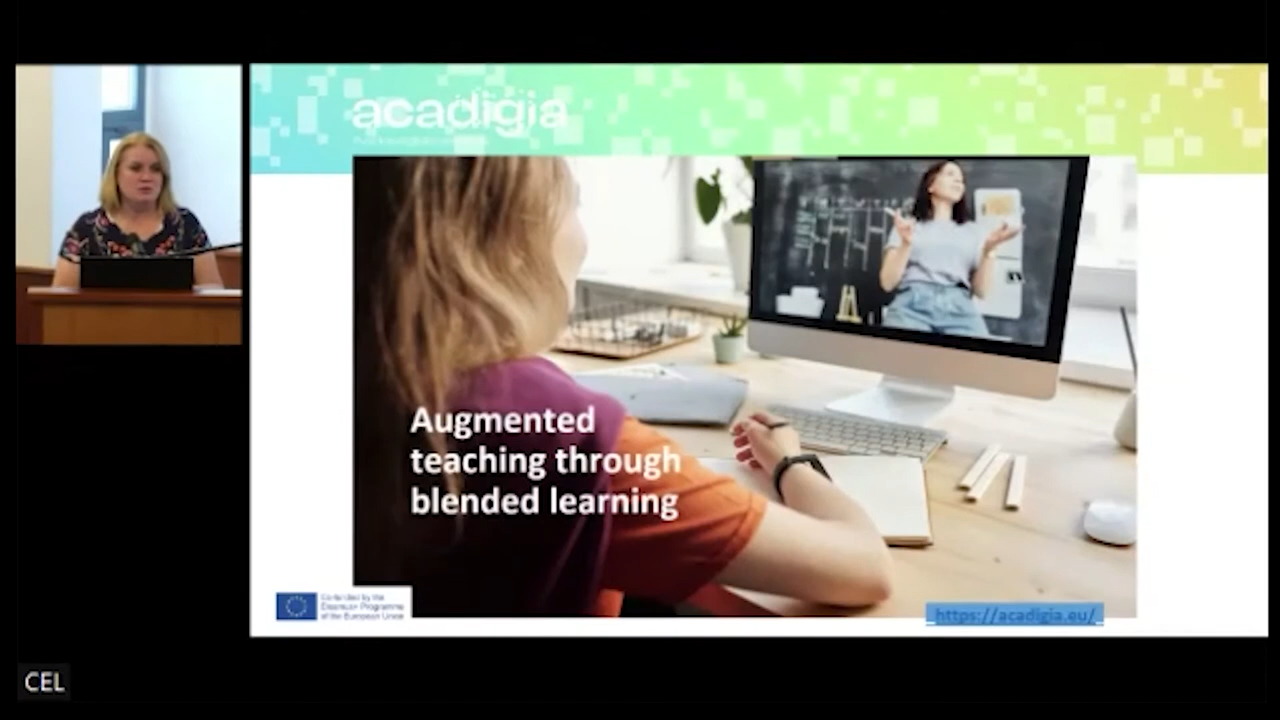 acadigia
Augmented
teaching through
blended learning
Co-funded by the
Erasmus+ Programme
of the European Union
https://acadigia.eu/
CEL